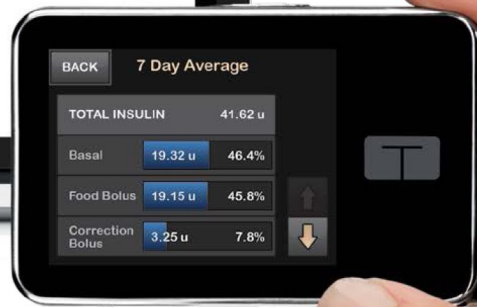 BACK
7 Day Average
TOTAL INSULIN 41.62 u
Basal 19.32 u 46.4%
Food Bolus 19.15 u 45.8%
Correction Bolus 3.25 u 7.8%